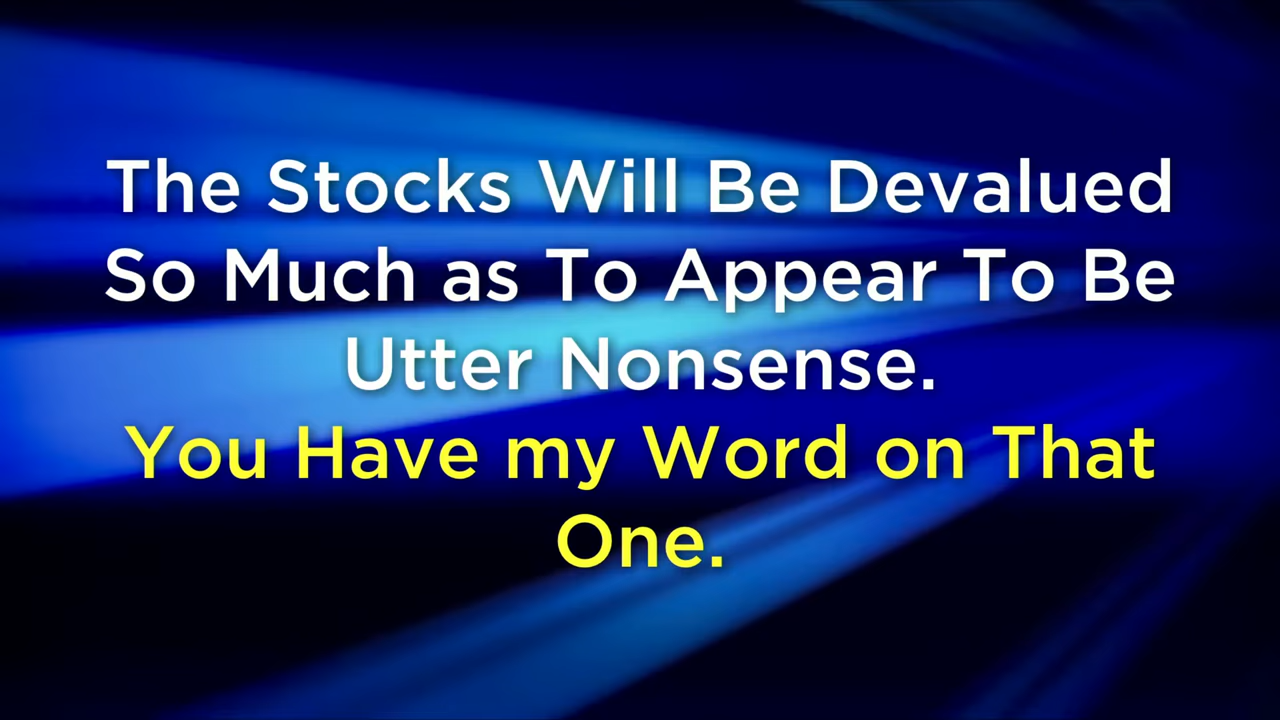 The Stocks Will Be Devalued
So Much as To Appear To Be
Utter Nonsense.
You Have my Word on That
One.